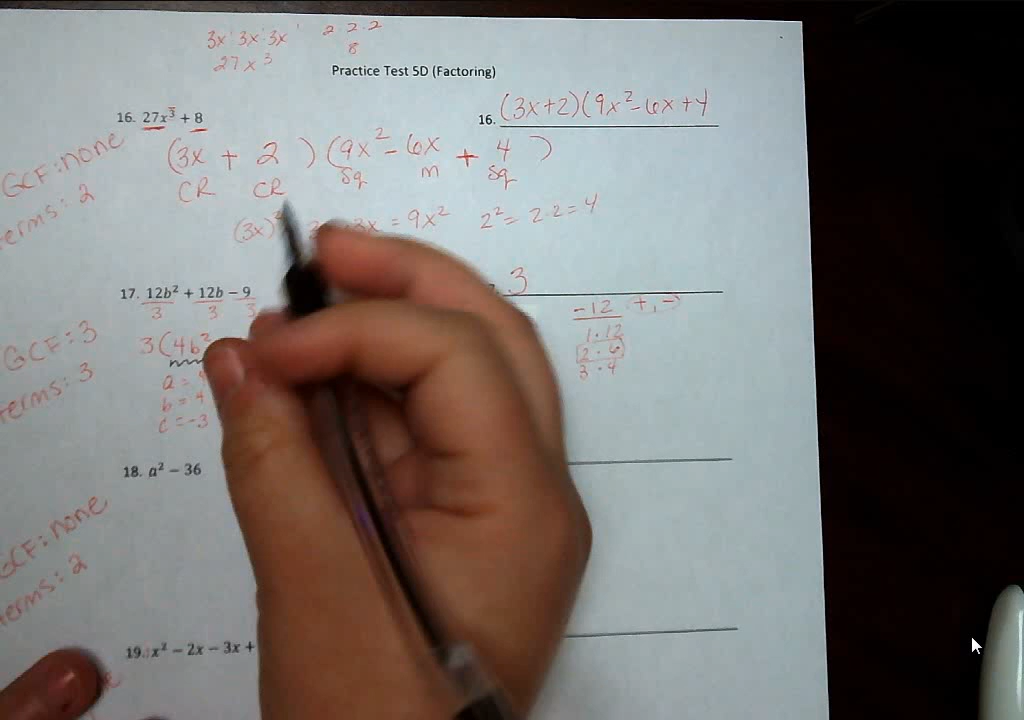 3x · 3x · 3x 2 · 2 · 2
27x³ 8
Practice Test 5D (Factoring)
16. 27x³ + 8
16. (3x+2)(9x²-6x+4
GCF: none
terms: 2
(3x + 2)(9x² - 6x + 4)
CR CR Sq m Sq
(3x)² 3x = 9x² 2² = 2·2 = 4
17. 12b² + 12b - 9
3 3 3
3
-12 +, -
1·12
2·6
3·4
GCF: 3
terms: 3
3(4b²
a =
b = 4
c = -3
18. a² - 36
GCF: none
terms: 2
19. x² - 2x - 3x +